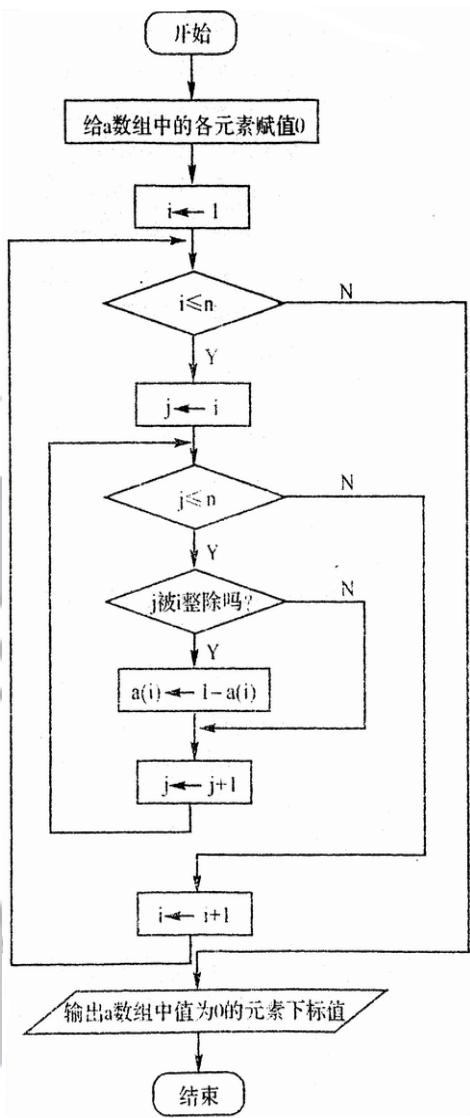 开始
给a数组中的各元素赋值0
i← 1
i≤n
N
Y
j← i
j≤n
N
Y
j被i整除吗?
N
Y
a(i)← 1-a(i)
j← j+1
i← i+1
输出a数组中值为0的元素下标值
结束